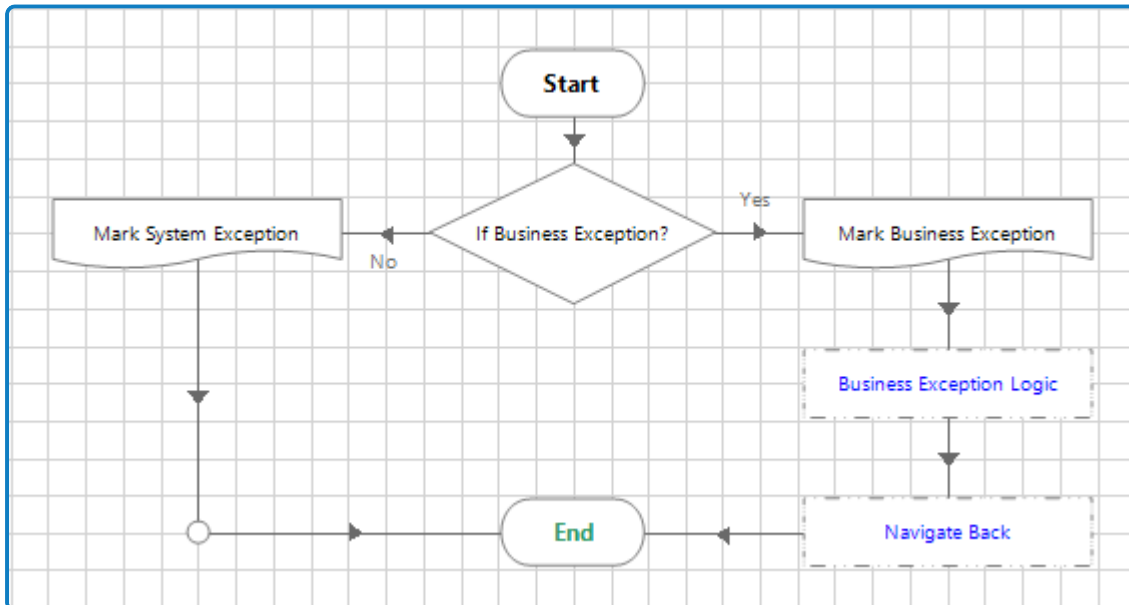 Start
Yes
Mark System Exception
If Business Exception?
Mark Business Exception
No
Business Exception Logic
End
Navigate Back